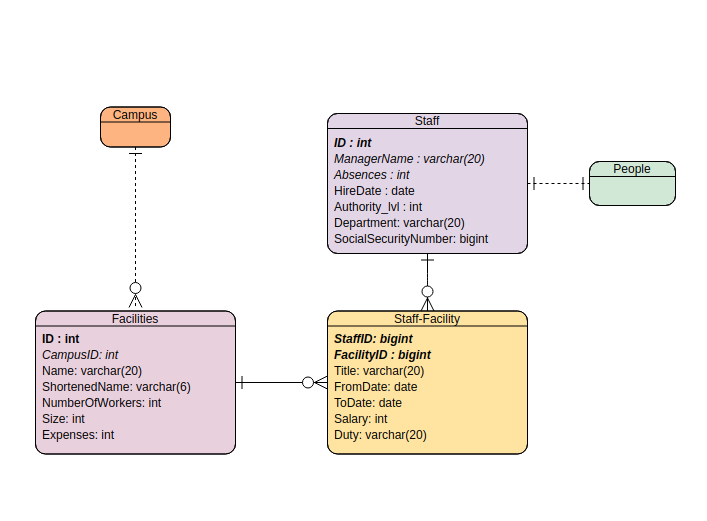 Campus
Staff
ID : int
ManagerName : varchar(20)
Absences : int
HireDate : date
Authority_lvl : int
Department: varchar(20)
SocialSecurityNumber: bigint
People
Facilities
ID : int
CampusID: int
Name: varchar(20)
ShortenedName: varchar(6)
NumberOfWorkers: int
Size: int
Expenses: int
Staff-Facility
StaffID: bigint
FacilityID : bigint
Title: varchar(20)
FromDate: date
ToDate: date
Salary: int
Duty: varchar(20)